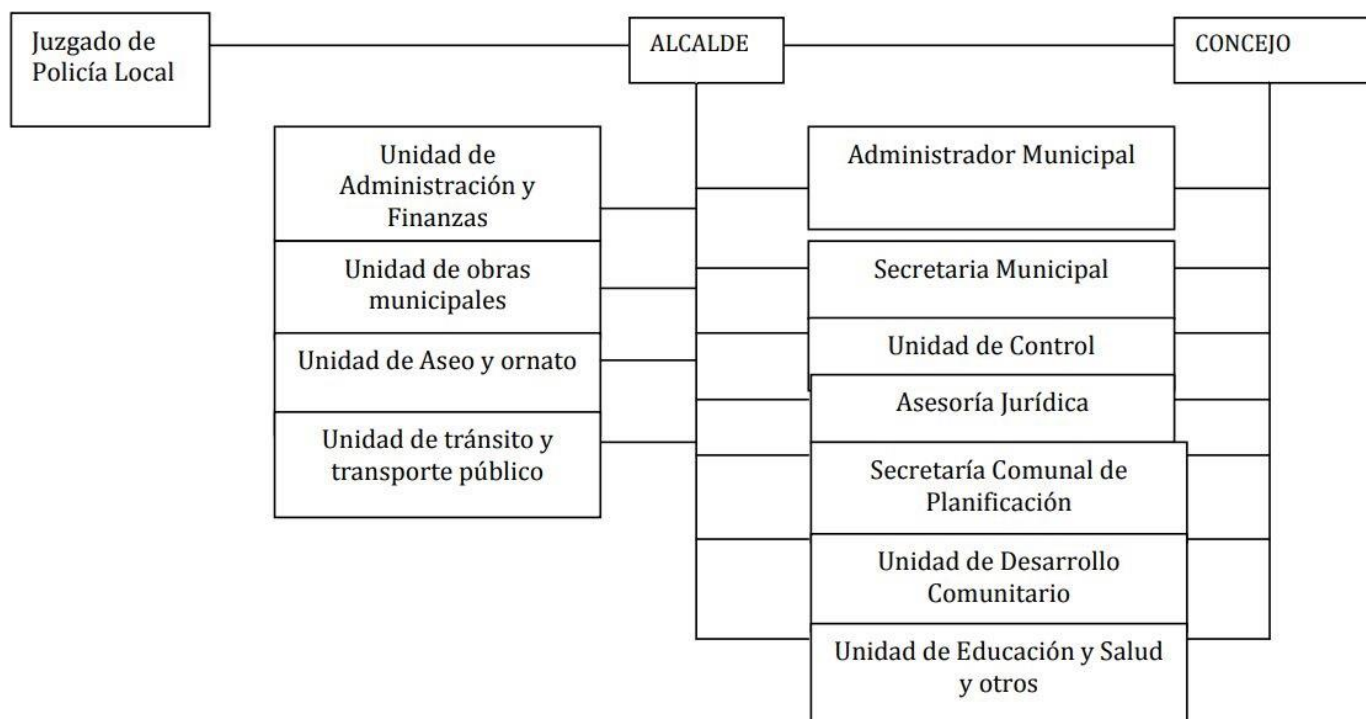 Juzgado de
Policía Local
ALCALDE
CONCEJO
Unidad de
Administración y
Finanzas
Unidad de obras
municipales
Unidad de Aseo y ornato
Unidad de tránsito y
transporte público
Administrador Municipal
Secretaria Municipal
Unidad de Control
Asesoría Jurídica
Secretaría Comunal de
Planificación
Unidad de Desarrollo
Comunitario
Unidad de Educación y Salud
y otros